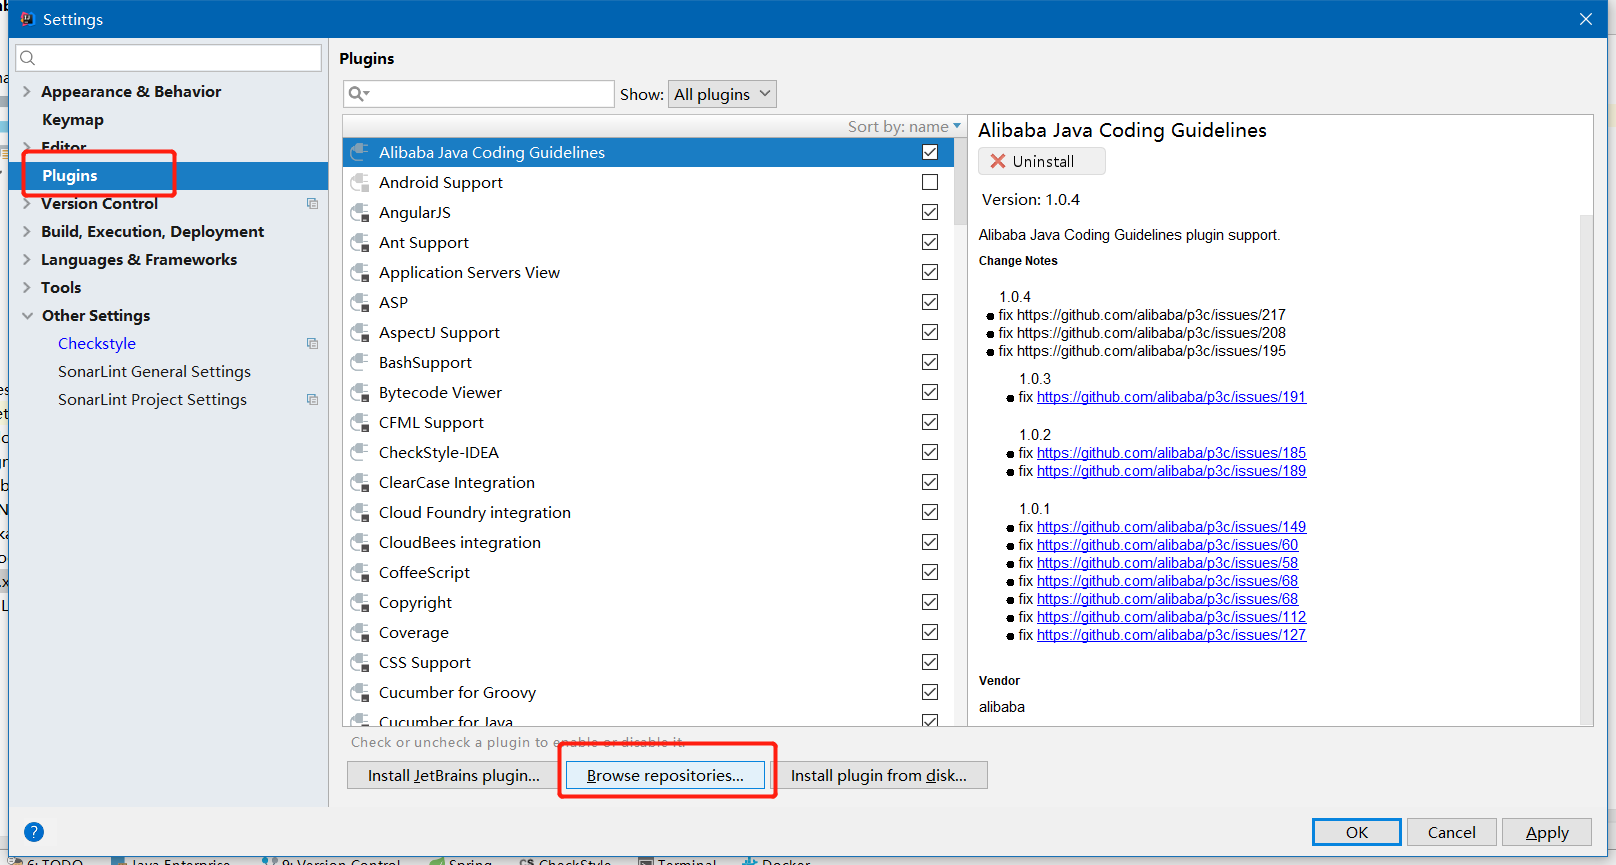 Settings
Appearance & Behavior
Keymap
Editor
Plugins
Version Control
Build, Execution, Deployment
Languages & Frameworks
Tools
Other Settings
Checkstyle
SonarLint General Settings
SonarLint Project Settings
Plugins
Show: All plugins
Sort by: name
Alibaba Java Coding Guidelines
Android Support
AngularJS
Ant Support
Application Servers View
ASP
AspectJ Support
BashSupport
Bytecode Viewer
CFML Support
CheckStyle-IDEA
ClearCase Integration
Cloud Foundry integration
CloudBees integration
CoffeeScript
Copyright
Coverage
CSS Support
Cucumber for Groovy
Cucumber for Java
Check or uncheck a plugin to enable or disable it.
Install JetBrains plugin...
Browse repositories...
Install plugin from disk...
Alibaba Java Coding Guidelines
Uninstall
Version: 1.0.4
Alibaba Java Coding Guidelines plugin support.
Change Notes
1.0.4
fix https://github.com/alibaba/p3c/issues/217
fix https://github.com/alibaba/p3c/issues/208
fix https://github.com/alibaba/p3c/issues/195
1.0.3
fix https://github.com/alibaba/p3c/issues/191
1.0.2
fix https://github.com/alibaba/p3c/issues/185
fix https://github.com/alibaba/p3c/issues/189
1.0.1
fix https://github.com/alibaba/p3c/issues/149
fix https://github.com/alibaba/p3c/issues/60
fix https://github.com/alibaba/p3c/issues/58
fix https://github.com/alibaba/p3c/issues/68
fix https://github.com/alibaba/p3c/issues/68
fix https://github.com/alibaba/p3c/issues/112
fix https://github.com/alibaba/p3c/issues/127
Vendor
alibaba
?
OK
Cancel
Apply
6: TODO
Java Enterprise
9: Version Control
Spring
CS CheckStyle
Terminal
Docker